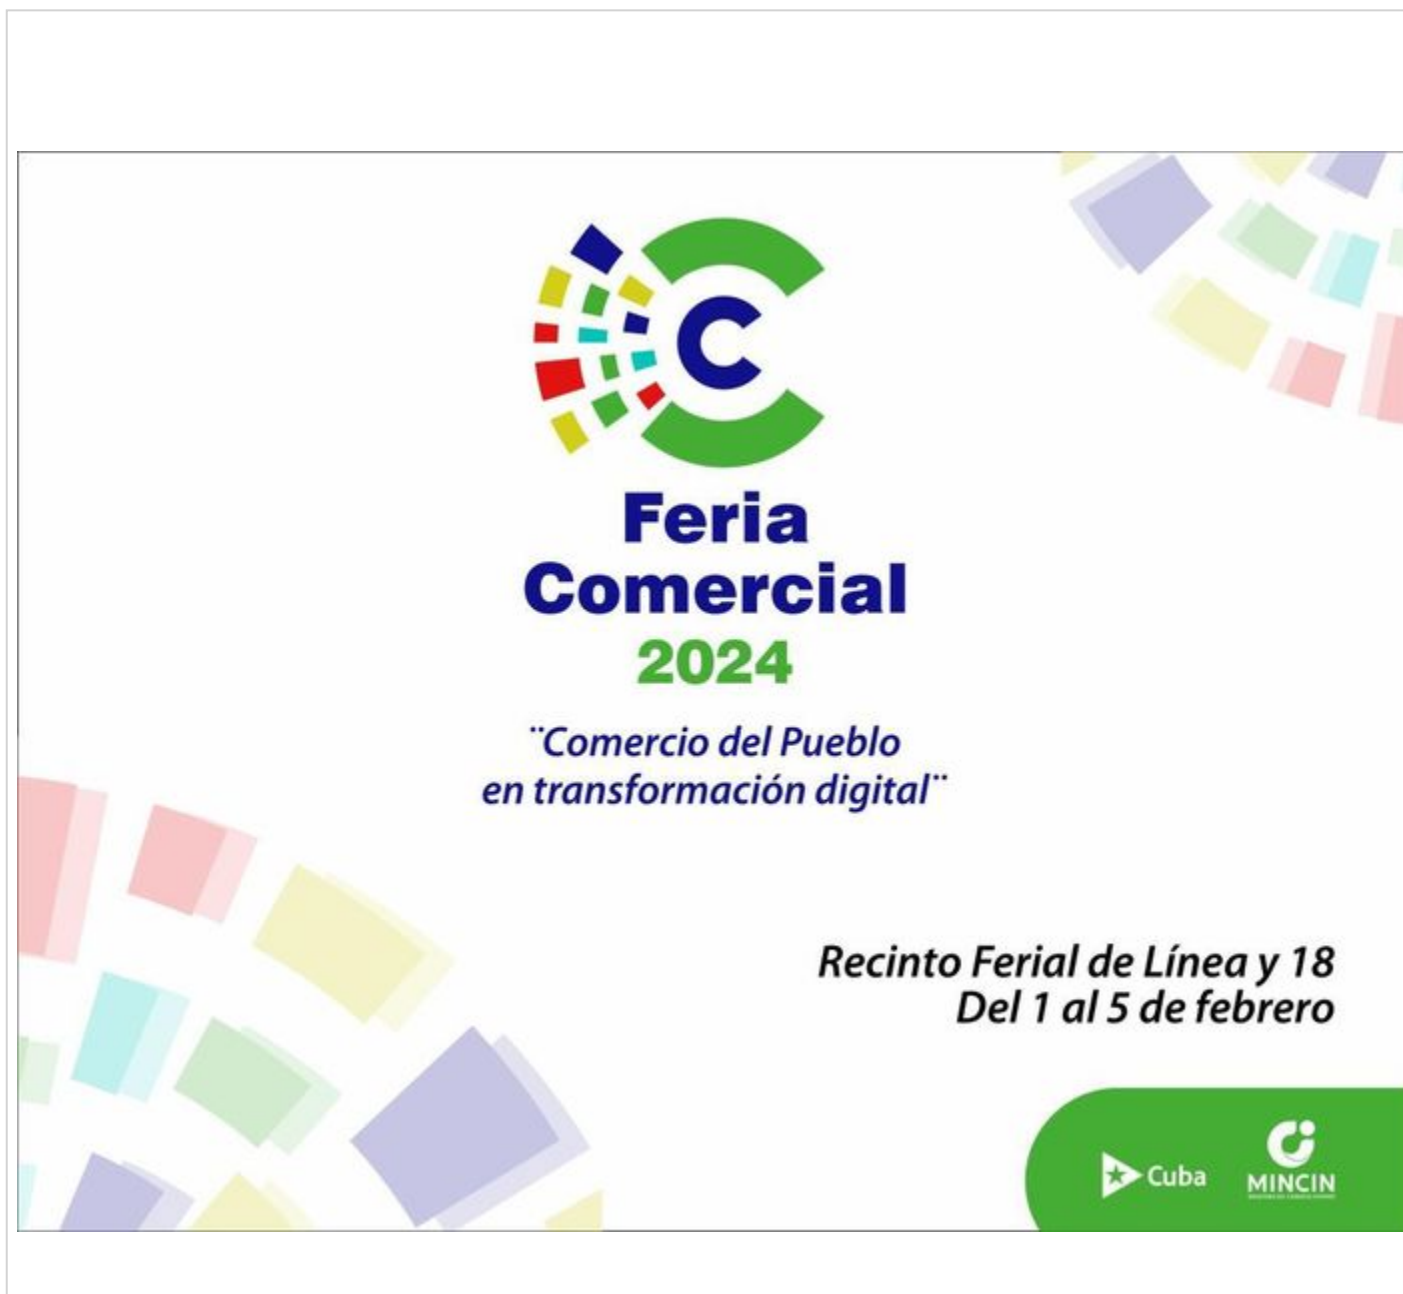 C
Feria
Comercial
2024
¨Comercio del Pueblo
en transformación digital¨
Recinto Ferial de Línea y 18
Del 1 al 5 de febrero
Cuba
MINCIN